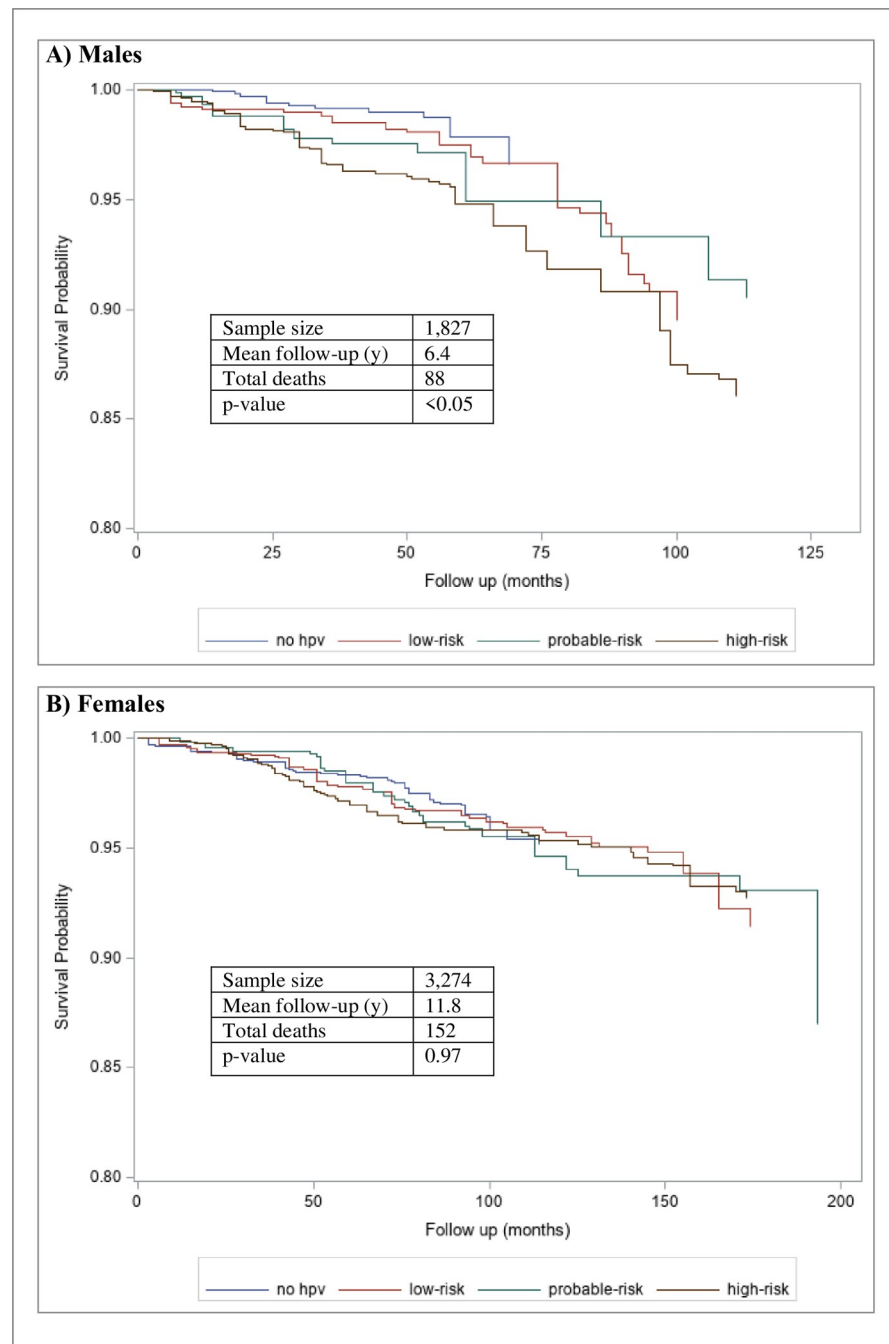 A) Males
1.00
0.95
0.90
0.85
0.80
Survival Probability
Sample size 1,827
Mean follow-up (y) 6.4
Total deaths 88
p-value <0.05
0 25 50 75 100 125
Follow up (months)
no hpv low-risk probable-risk high-risk
B) Females
1.00
0.95
0.90
0.85
0.80
Survival Probability
Sample size 3,274
Mean follow-up (y) 11.8
Total deaths 152
p-value 0.97
0 50 100 150 200
Follow up (months)
no hpv low-risk probable-risk high-risk